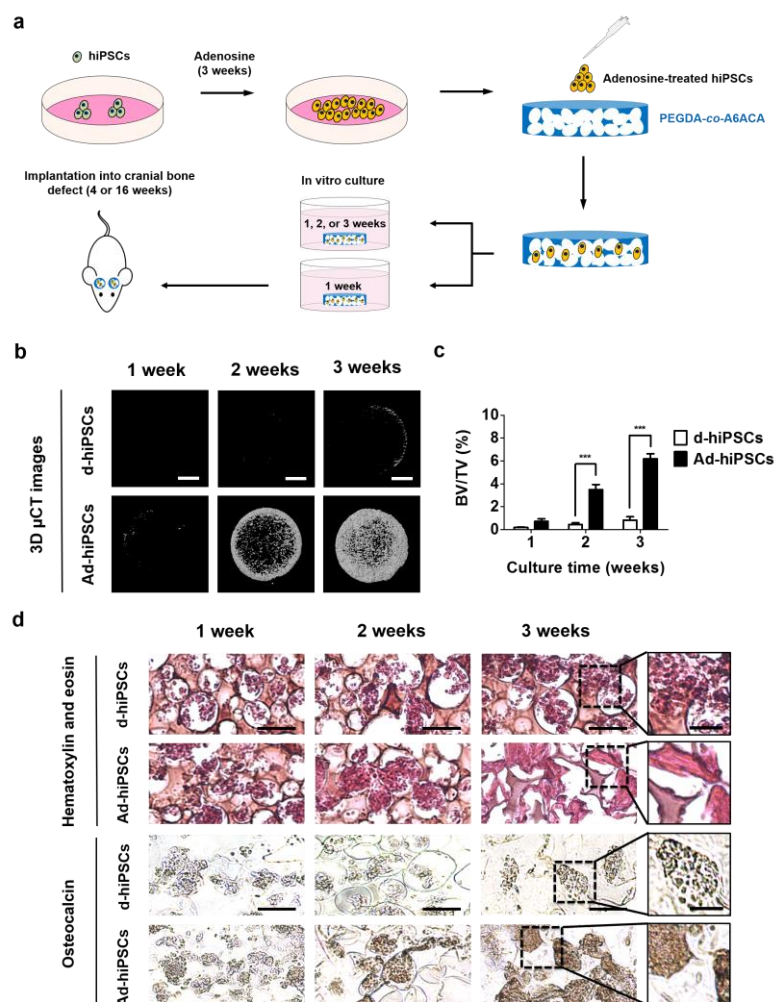 a
hiPSCs
Adenosine
(3 weeks)
Adenosine-treated hiPSCs
PEGDA-co-A6ACA
Implantation into cranial bone
defect (4 or 16 weeks)
In vitro culture
1, 2, or 3 weeks
1 week
b
1 week
2 weeks
3 weeks
3D μCT images
d-hiPSCs
Ad-hiPSCs
c
BV/TV (%)
10
8
6
4
2
0
***
***
1
2
3
Culture time (weeks)
d-hiPSCs
Ad-hiPSCs
d
1 week
2 weeks
3 weeks
Hematoxylin and eosin
d-hiPSCs
Ad-hiPSCs
Osteocalcin
d-hiPSCs
Ad-hiPSCs